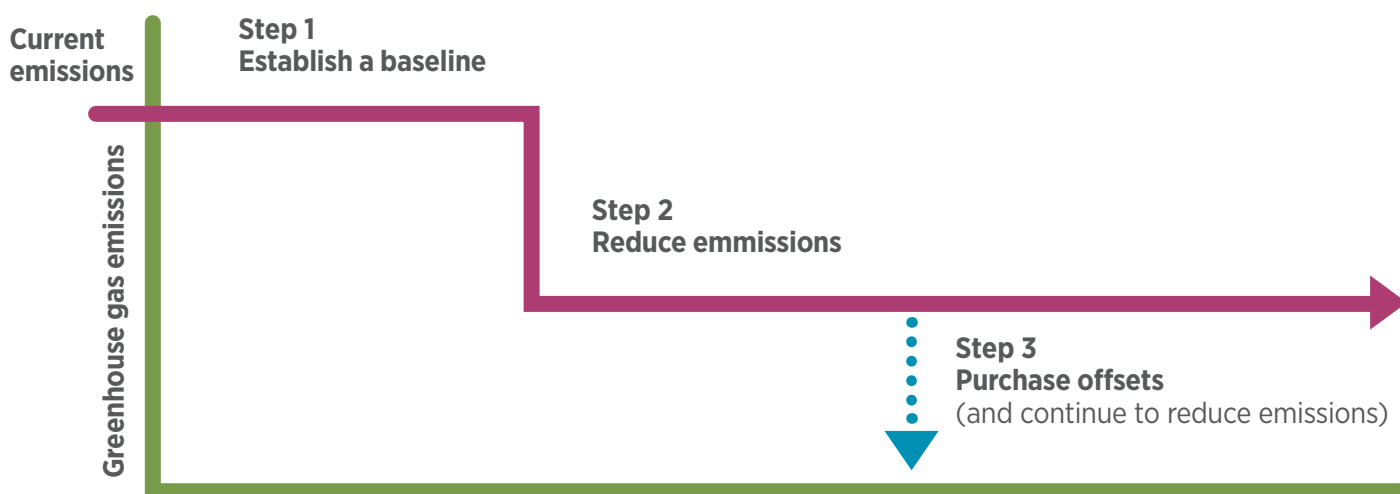 Current
emissions
Step 1
Establish a baseline
Greenhouse gas emissions
Step 2
Reduce emmissions
Step 3
Purchase offsets
(and continue to reduce emissions)